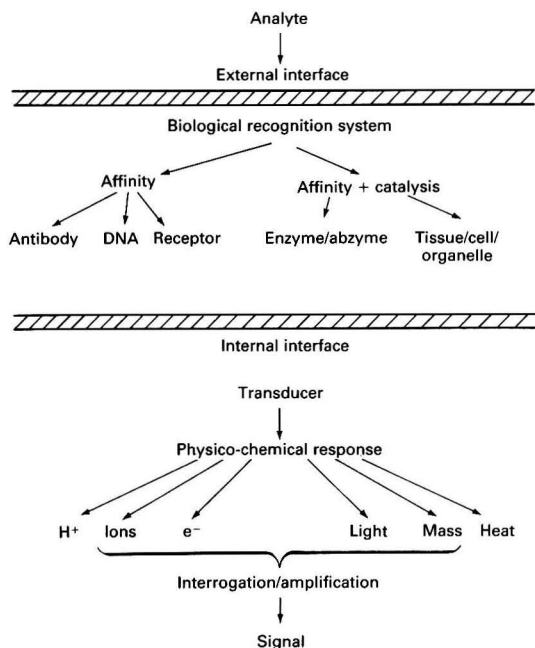 Analyte
External interface
Biological recognition system
Affinity
Affinity + catalysis
Antibody DNA Receptor Enzyme/abzyme Tissue/cell/
organelle
Internal interface
Transducer
Physico-chemical response
H⁺ Ions e⁻ Light Mass Heat
Interrogation/amplification
Signal